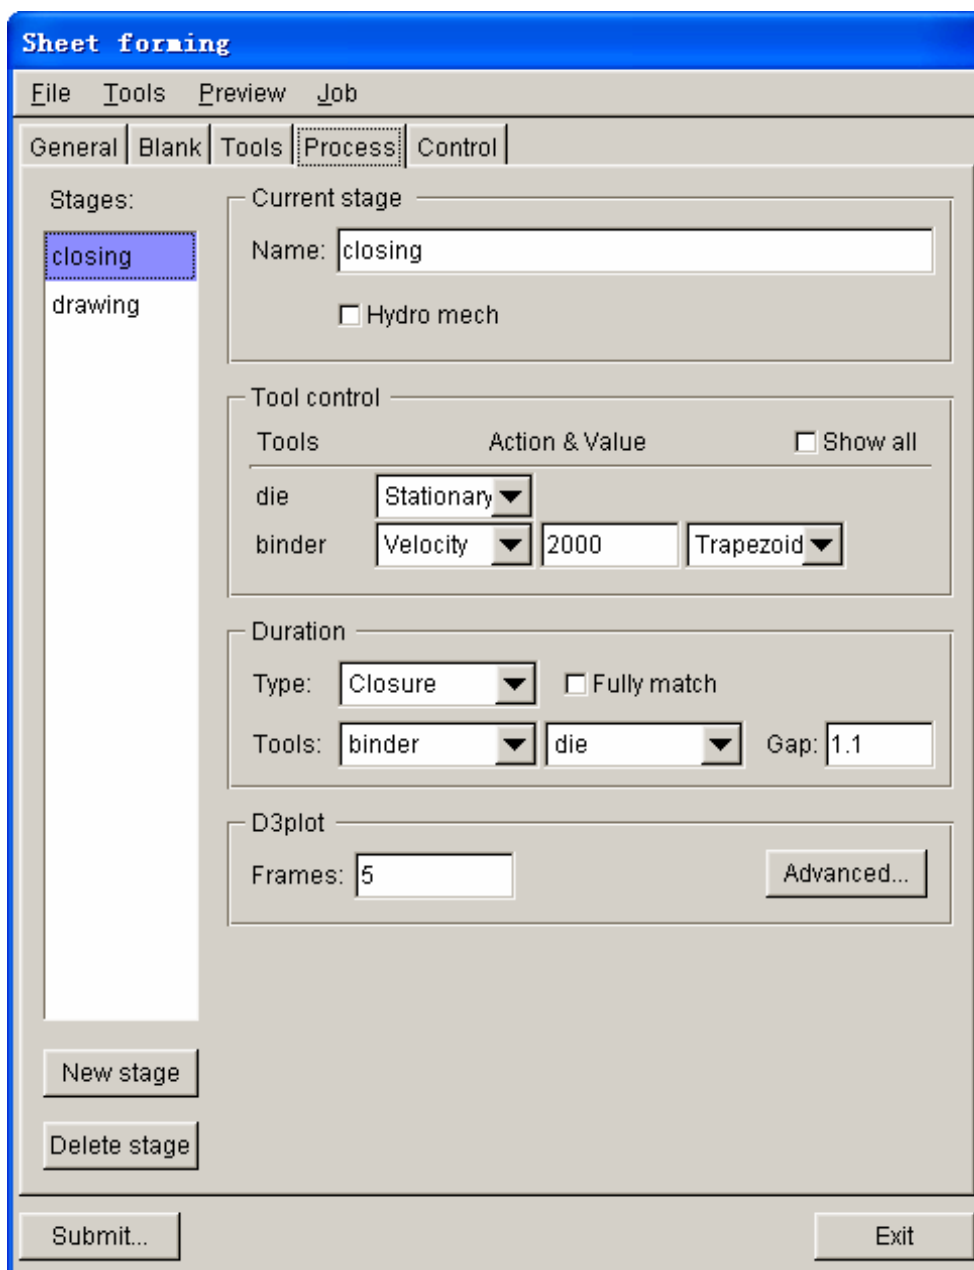 Sheet forming
File Tools Preview Job
General Blank Tools Process Control
Stages:
closing
drawing
New stage
Delete stage
Current stage
Name: closing
Hydro mech
Tool control
Tools Action & Value Show all
die Stationary
binder Velocity 2000 Trapezoid
Duration
Type: Closure Fully match
Tools: binder die Gap: 1.1
D3plot
Frames: 5 Advanced...
Submit... Exit